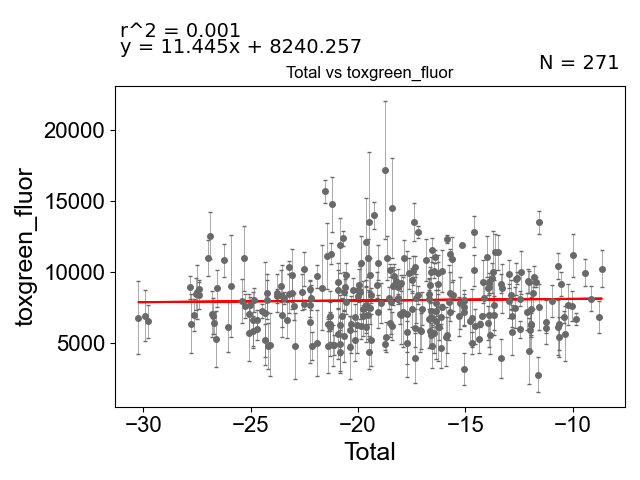 r^2 = 0.001
y = 11.445x + 8240.257
N = 271
Total vs toxgreen_fluor
toxgreen_fluor
20000
15000
10000
5000
−30 −25 −20 −15 −10
Total